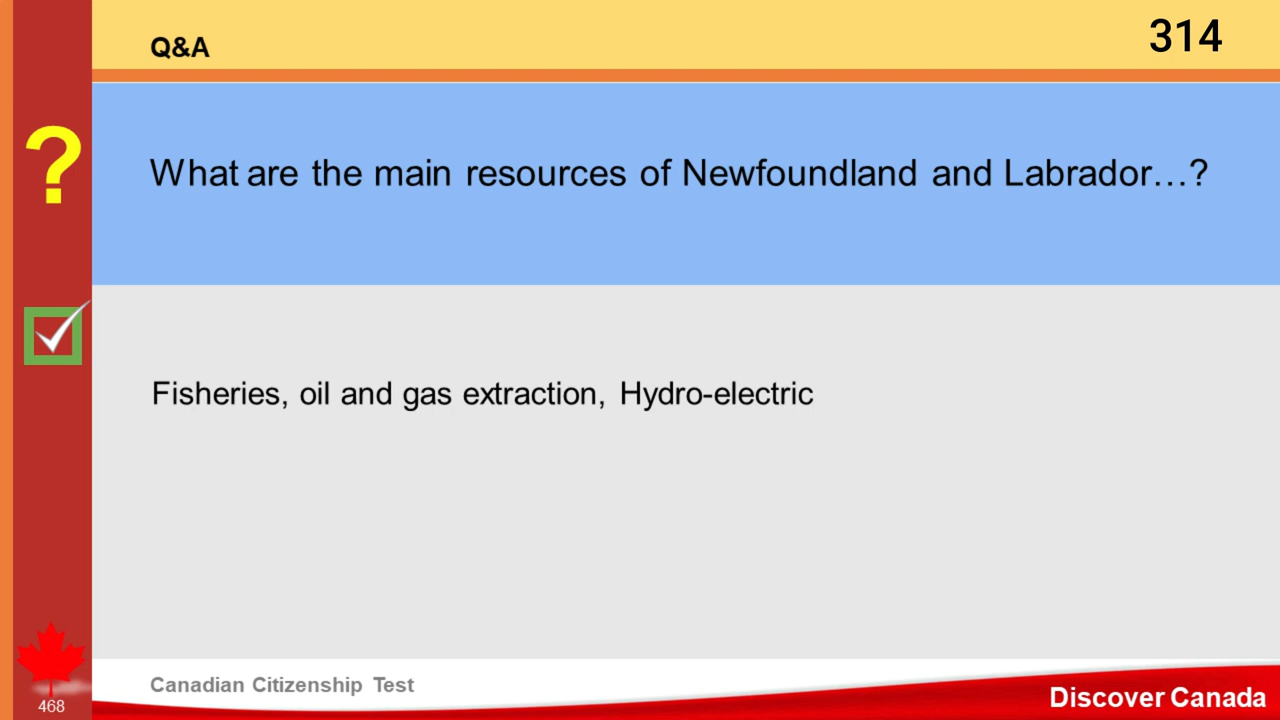 Q&A
314
?
What are the main resources of Newfoundland and Labrador…?
Fisheries, oil and gas extraction, Hydro-electric
Canadian Citizenship Test
468
Discover Canada